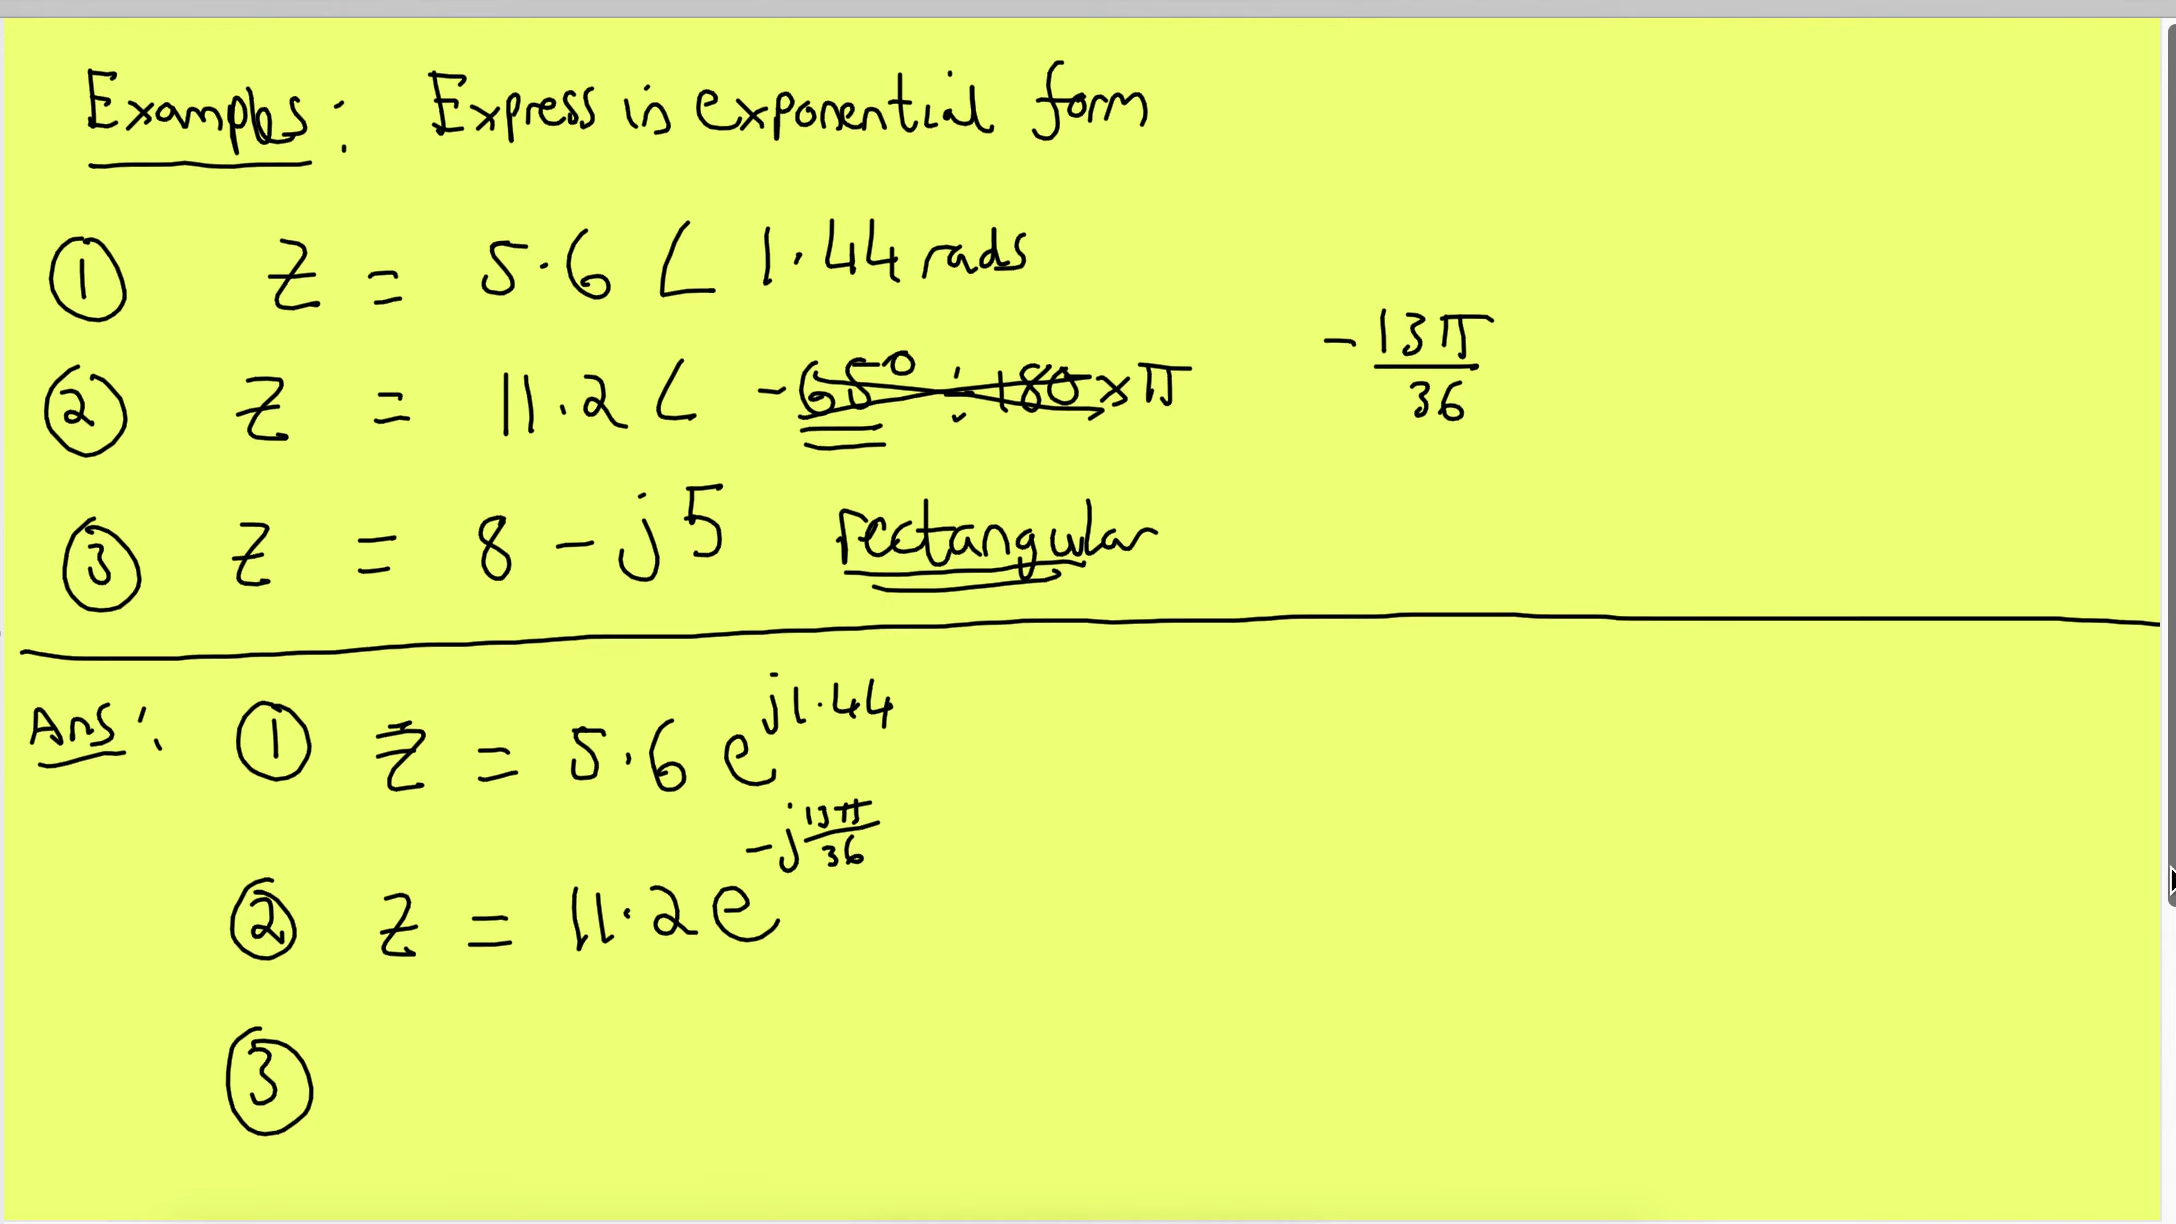 Examples: Express in exponential form
① Z = 5.6 ∠ 1.44 rads
② Z = 11.2 ∠ -65° ÷ 180 × π   -13π/36
③ Z = 8 - j5 rectangular
Ans: ① Z = 5.6 e^{j1.44}
② Z = 11.2 e^{-j13π/36}
③